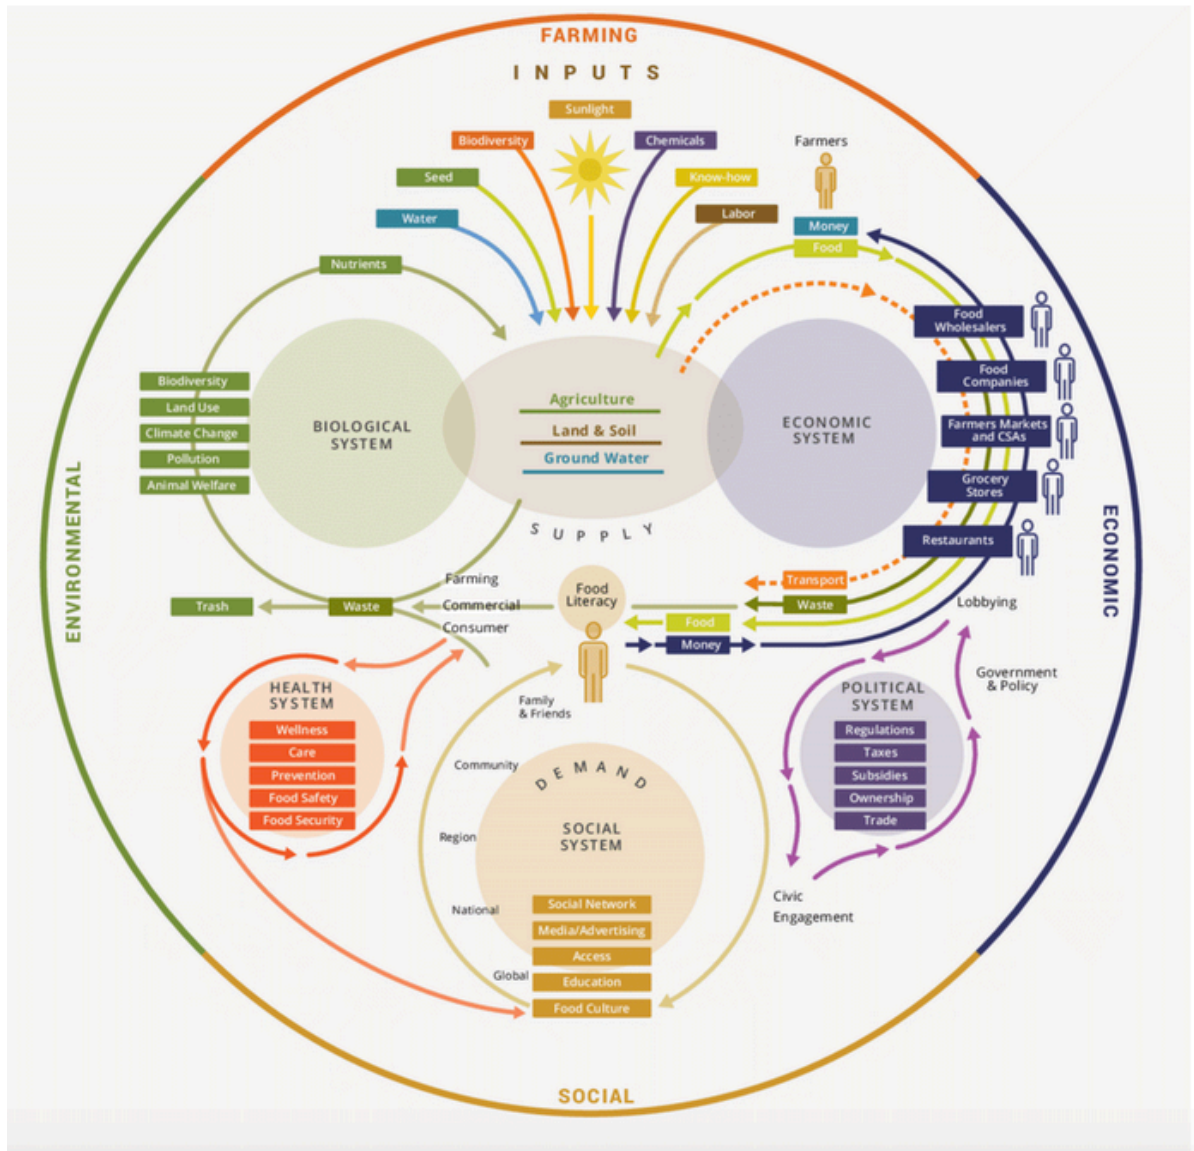 FARMING
INPUTS
Sunlight
Biodiversity
Chemicals
Seed
Know-how
Water
Labor
Farmers
Money
Food
Nutrients
Food
Wholesalers
Food
Companies
Farmers Markets
and CSAs
Grocery
Stores
Restaurants
Biodiversity
Land Use
Climate Change
Pollution
Animal Welfare
BIOLOGICAL
SYSTEM
Agriculture
Land & Soil
Ground Water
ECONOMIC
SYSTEM
SUPPLY
ENVIRONMENTAL
ECONOMIC
Farming
Commercial
Consumer
Trash
Waste
Food
Literacy
Transport
Waste
Food
Money
Lobbying
Government
& Policy
HEALTH
SYSTEM
Wellness
Care
Prevention
Food Safety
Food Security
Family
& Friends
Community
Region
National
Global
DEMAND
SOCIAL
SYSTEM
Social Network
Media/Advertising
Access
Education
Food Culture
POLITICAL
SYSTEM
Regulations
Taxes
Subsidies
Ownership
Trade
Civic
Engagement
SOCIAL